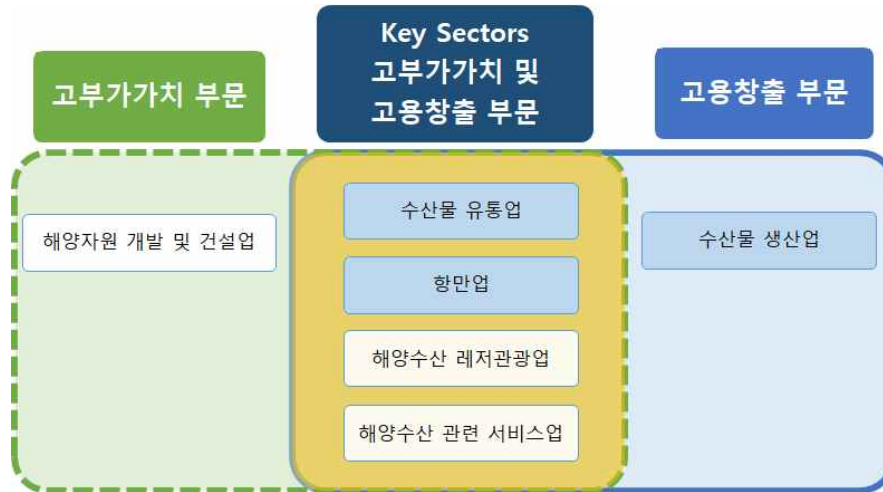 고부가가치 부문
Key Sectors
고부가가치 및
고용창출 부문
고용창출 부문
해양자원 개발 및 건설업
수산물 유통업
항만업
해양수산 레저관광업
해양수산 관련 서비스업
수산물 생산업